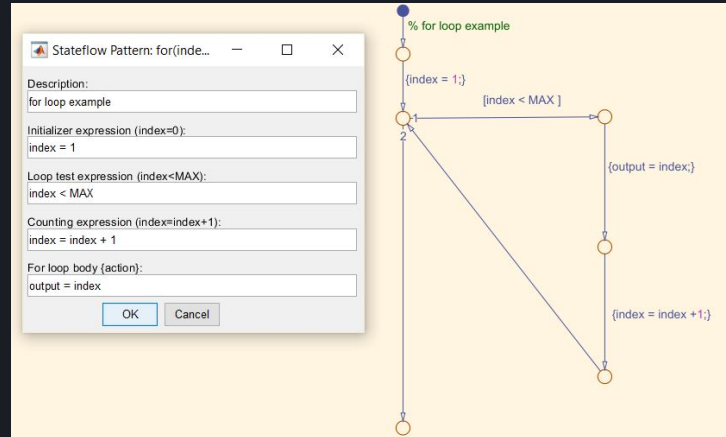 Stateflow Pattern: for(inde...
Description:
for loop example
Initializer expression (index=0):
index = 1
Loop test expression (index<MAX):
index < MAX
Counting expression (index=index+1):
index = index + 1
For loop body {action}:
output = index
OK Cancel
% for loop example
{index = 1;}
[index < MAX ]
1
2
{output = index;}
{index = index +1;}